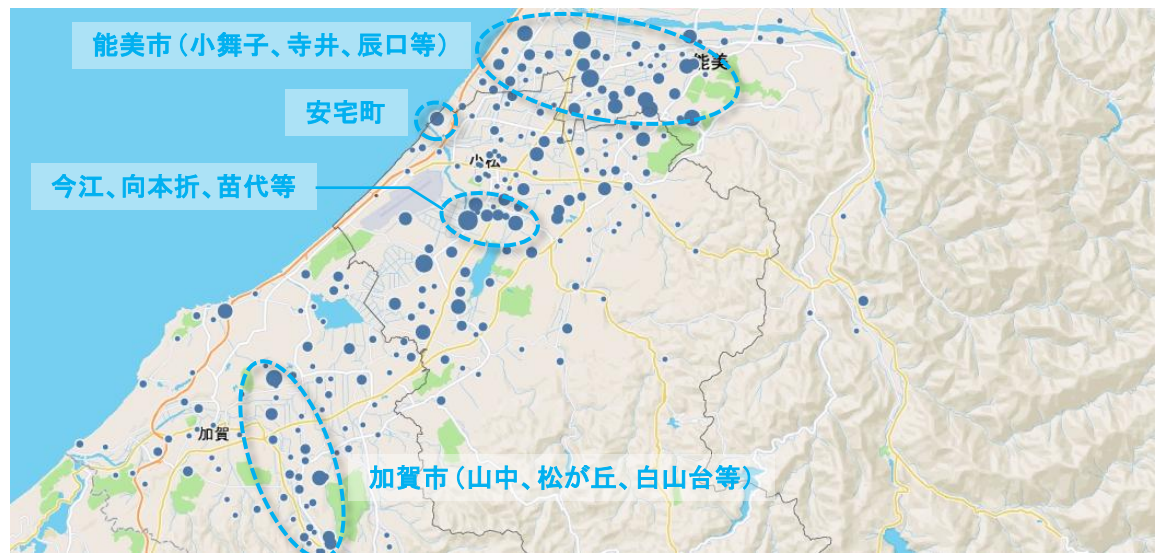 能美市（小舞子、寺井、辰口等）
能美
安宅町
小松
今江、向本折、苗代等
加賀
加賀市（山中、松が丘、白山台等）